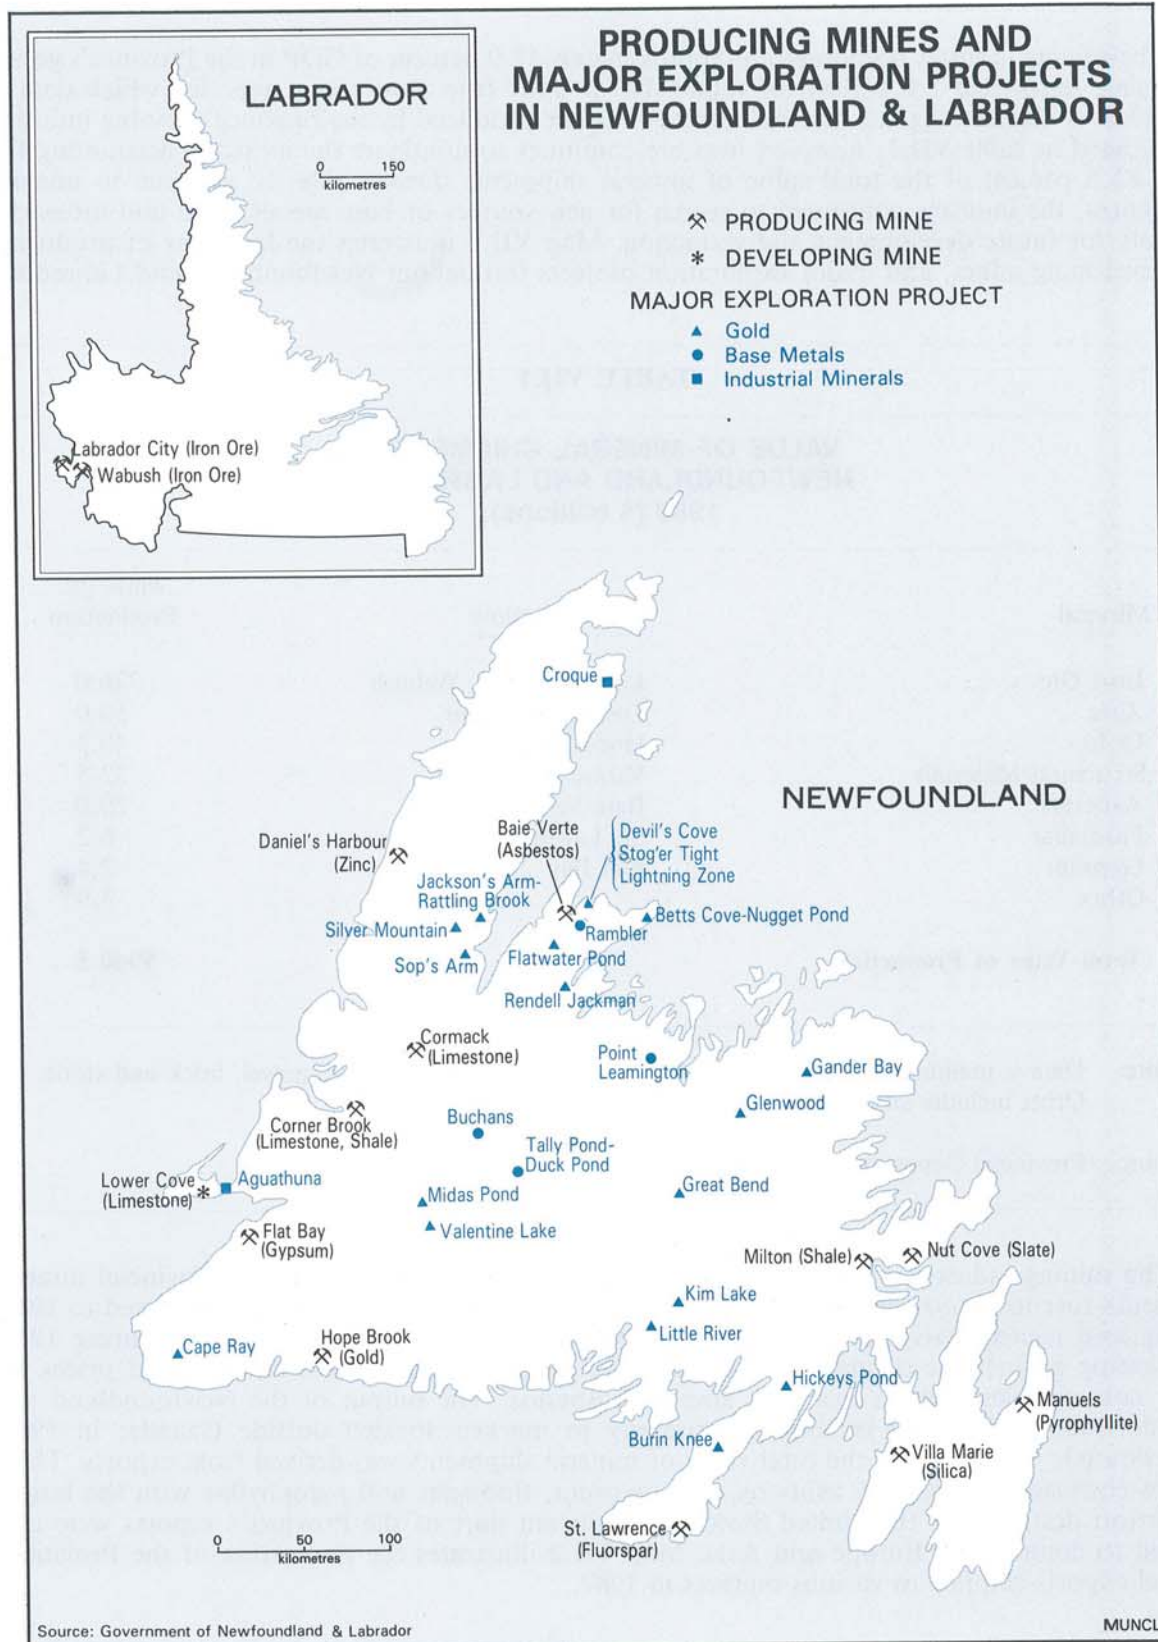 PRODUCING MINES AND
MAJOR EXPLORATION PROJECTS
IN NEWFOUNDLAND & LABRADOR
LABRADOR
0 150
kilometres
Labrador City (Iron Ore)
Wabush (Iron Ore)
PRODUCING MINE
DEVELOPING MINE
MAJOR EXPLORATION PROJECT
Gold
Base Metals
Industrial Minerals
NEWFOUNDLAND
Croque
Daniel's Harbour
(Zinc)
Baie Verte
(Asbestos)
Devil's Cove
Stog'er Tight
Lightning Zone
Jackson's Arm-
Rattling Brook
Silver Mountain
Sop's Arm
Betts Cove-Nugget Pond
Rambler
Flatwater Pond
Rendell Jackman
Cormack
(Limestone)
Point
Leamington
Gander Bay
Glenwood
Corner Brook
(Limestone, Shale)
Buchans
Tally Pond-
Duck Pond
Lower Cove
(Limestone)
Aguathuna
Midas Pond
Valentine Lake
Great Bend
Flat Bay
(Gypsum)
Milton (Shale)
Nut Cove (Slate)
Kim Lake
Little River
Cape Ray
Hope Brook
(Gold)
Hickeys Pond
Manuels
(Pyrophyllite)
Burin Knee
Villa Marie
(Silica)
St. Lawrence
(Fluorspar)
0 50 100
kilometres
Source: Government of Newfoundland & Labrador
MUNCL